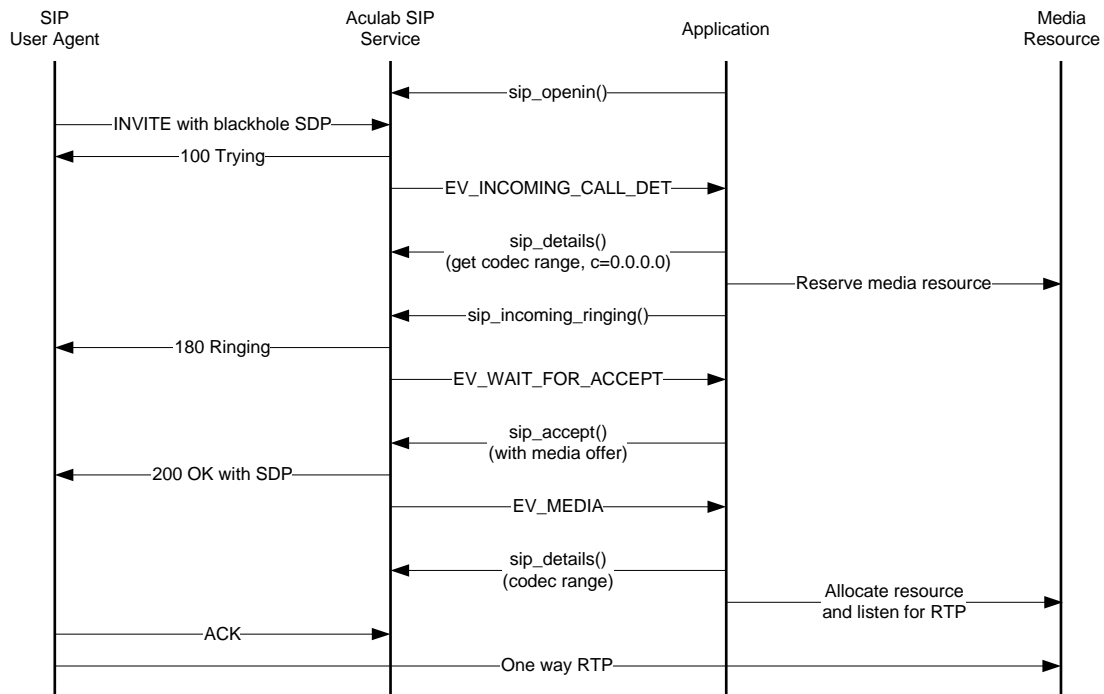 SIP
User Agent
Aculab SIP
Service
Application
Media
Resource
sip_openin()
INVITE with blackhole SDP
100 Trying
EV_INCOMING_CALL_DET
sip_details()
(get codec range, c=0.0.0.0)
Reserve media resource
sip_incoming_ringing()
180 Ringing
EV_WAIT_FOR_ACCEPT
sip_accept()
(with media offer)
200 OK with SDP
EV_MEDIA
sip_details()
(codec range)
Allocate resource
and listen for RTP
ACK
One way RTP